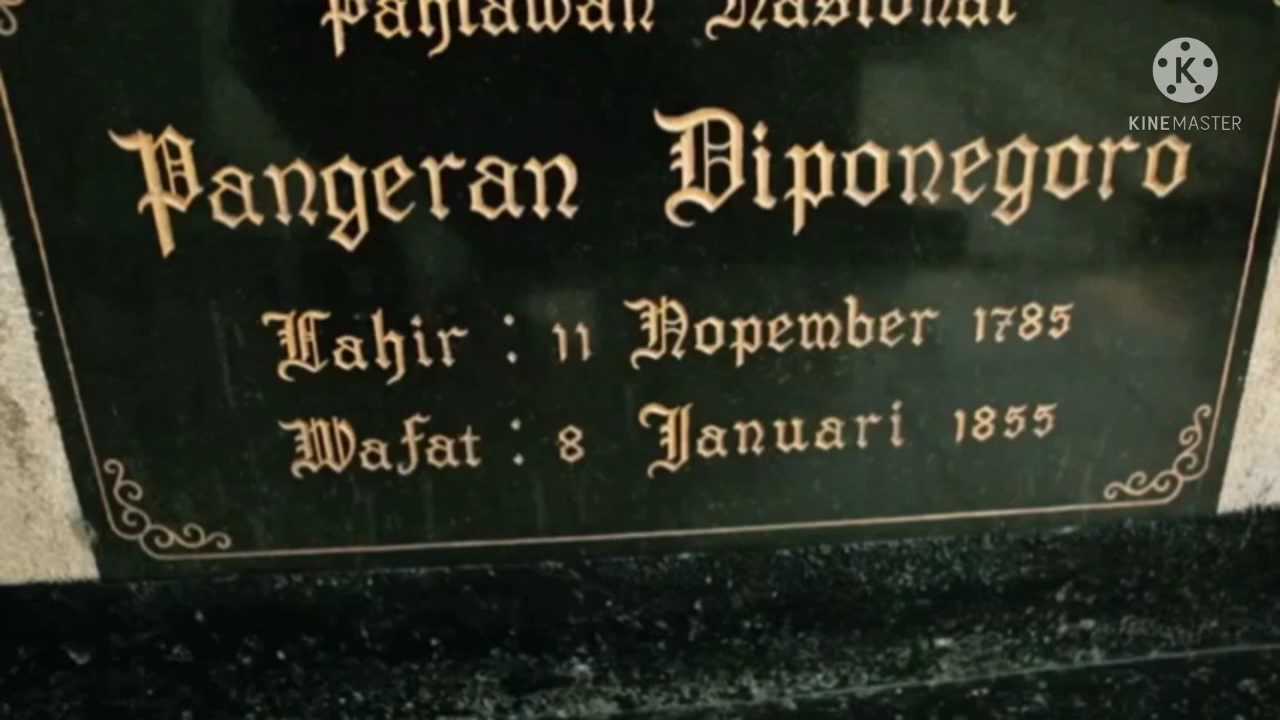 Pahlawan Nasional
K
KINEMASTER
Pangeran Diponegoro
Lahir : 11 Nopember 1785
Wafat : 8 Januari 1855